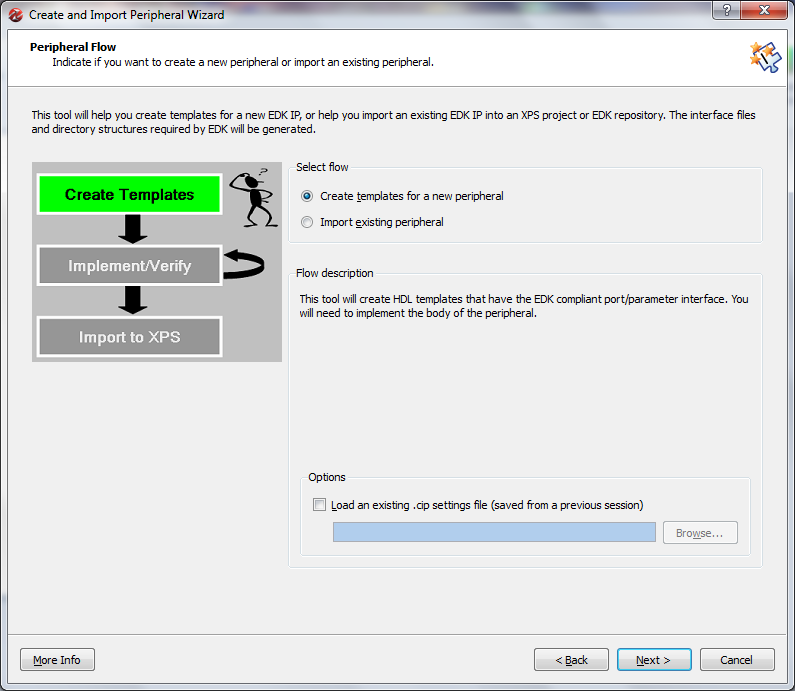 Create and Import Peripheral Wizard
Peripheral Flow
Indicate if you want to create a new peripheral or import an existing peripheral.
This tool will help you create templates for a new EDK IP, or help you import an existing EDK IP into an XPS project or EDK repository. The interface files
and directory structures required by EDK will be generated.
Create Templates
?
Implement/Verify
Import to XPS
Select flow
Create templates for a new peripheral
Import existing peripheral
Flow description
This tool will create HDL templates that have the EDK compliant port/parameter interface. You
will need to implement the body of the peripheral.
Options
Load an existing .cip settings file (saved from a previous session)
Browse...
More Info
< Back
Next >
Cancel